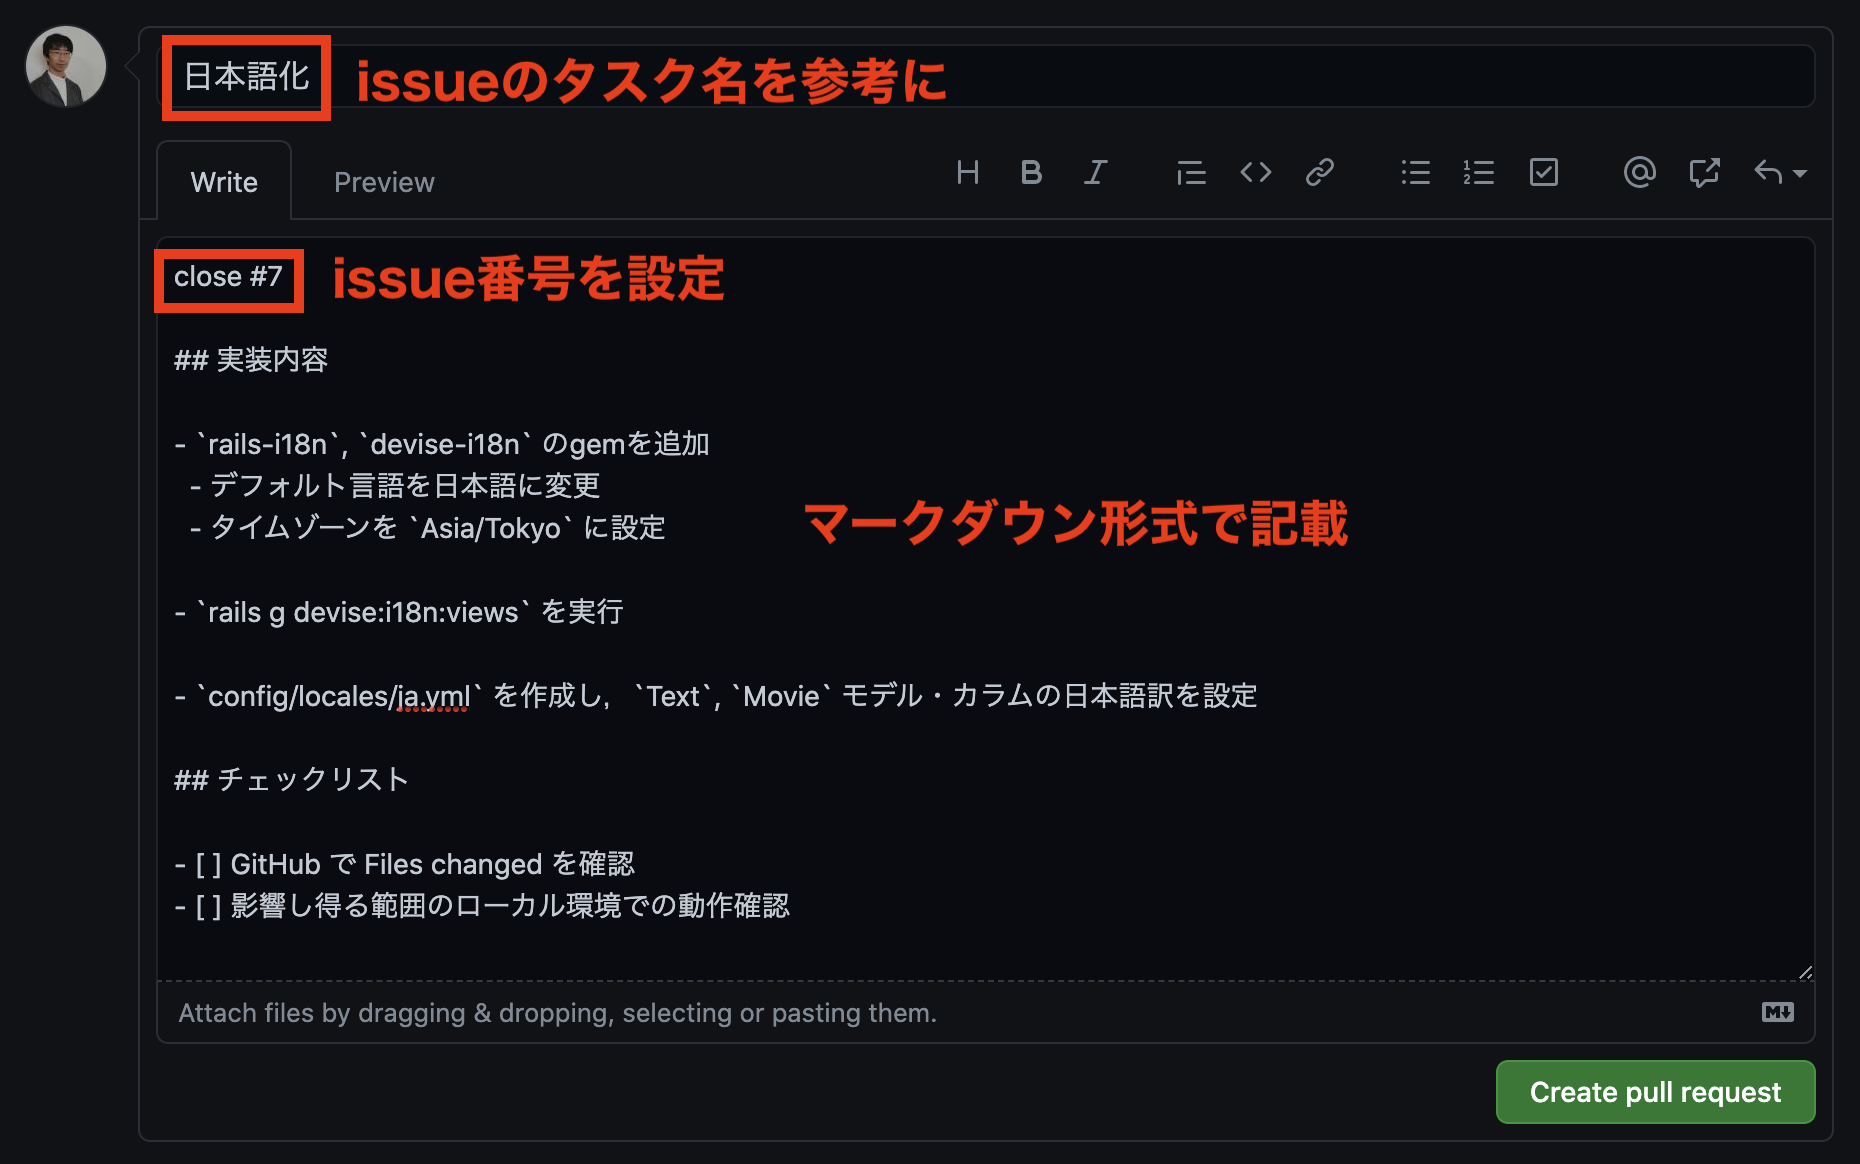 日本語化 issueのタスク名を参考に
Write Preview
close #7 issue番号を設定
## 実装内容
- `rails-i18n`, `devise-i18n` のgemを追加
- デフォルト言語を日本語に変更
- タイムゾーンを `Asia/Tokyo` に設定
マークダウン形式で記載
- `rails g devise:i18n:views` を実行
- `config/locales/ja.yml` を作成し，`Text`, `Movie` モデル・カラムの日本語訳を設定
## チェックリスト
- [ ] GitHub で Files changed を確認
- [ ] 影響し得る範囲のローカル環境での動作確認
Attach files by dragging & dropping, selecting or pasting them.
Create pull request